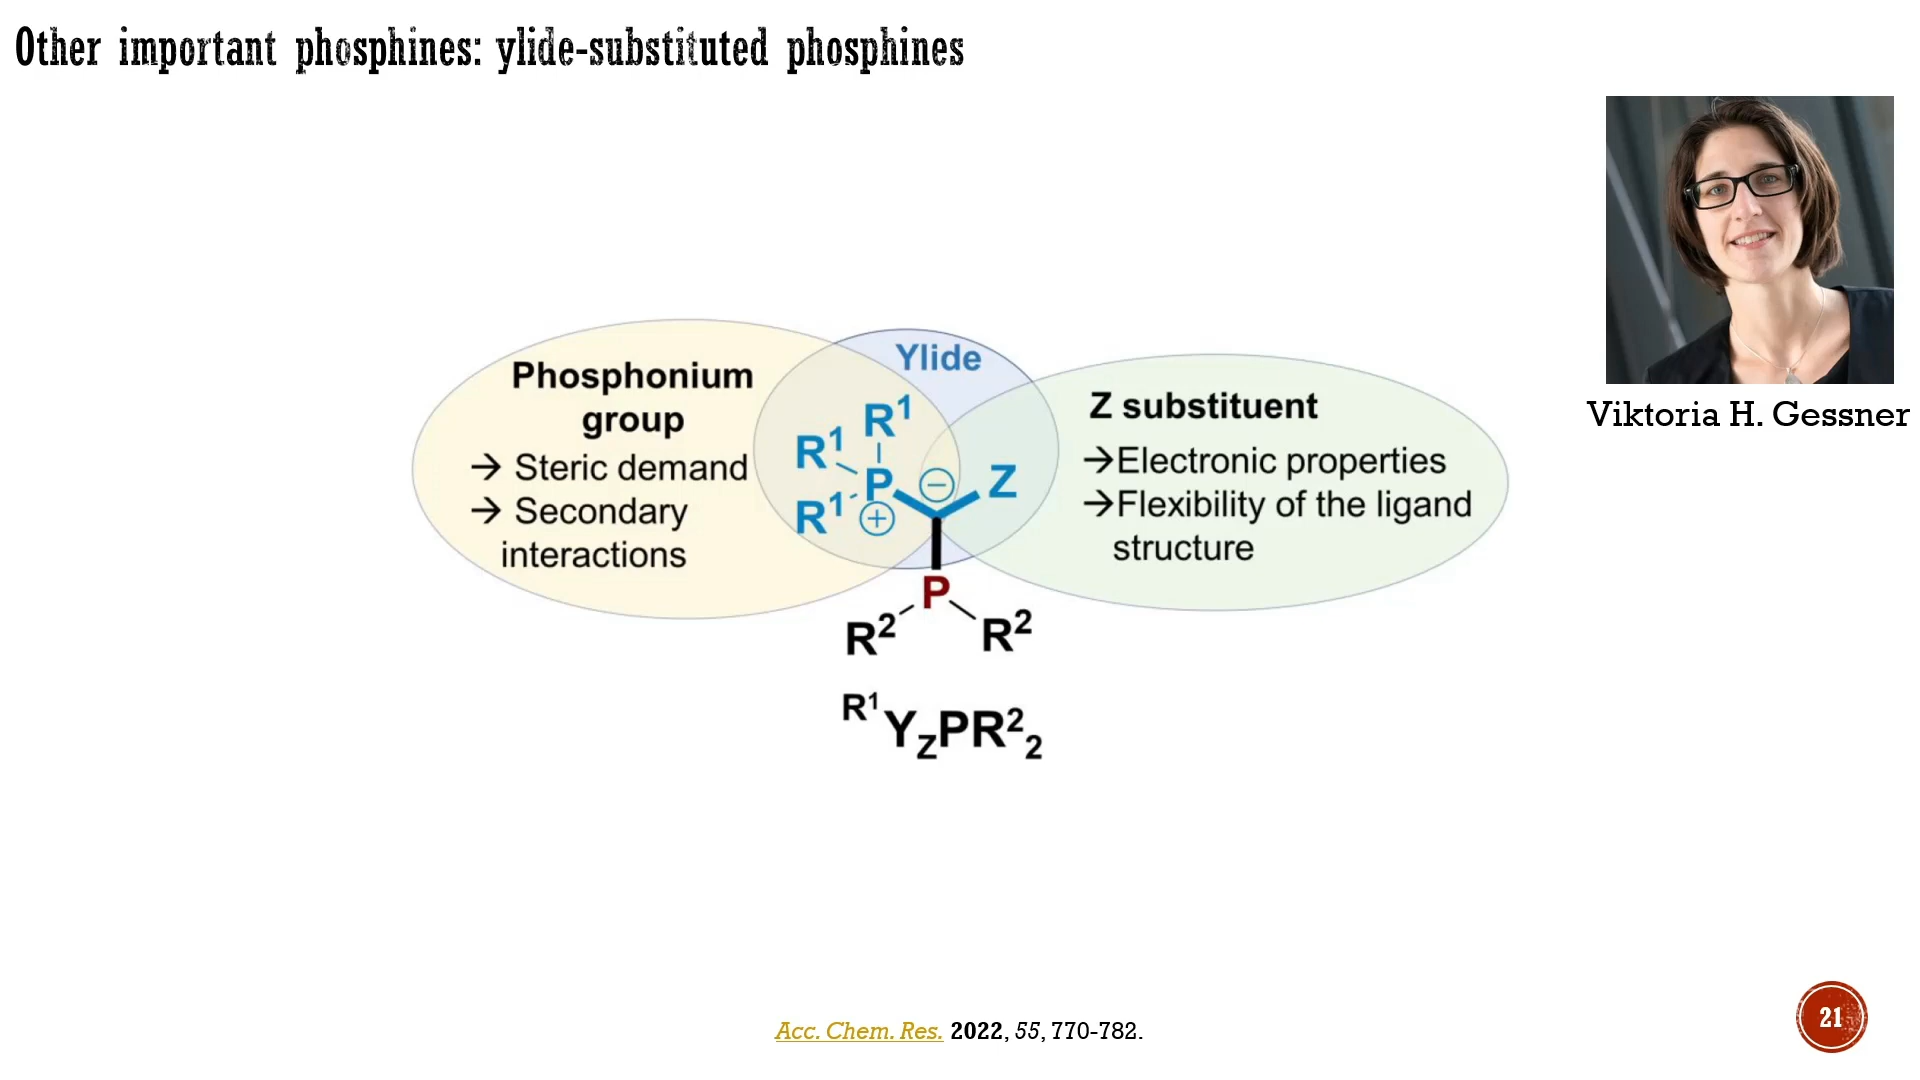 Other important phosphines: ylide-substituted phosphines
Viktoria H. Gessner
Phosphonium
group
→ Steric demand
→ Secondary
interactions
Ylide
R¹
R¹
P
⊖
Z
R¹
⊕
P
R²
R²
Z substituent
→Electronic properties
→Flexibility of the ligand
structure
R¹YZPR²₂
Acc. Chem. Res. 2022, 55, 770-782.
21